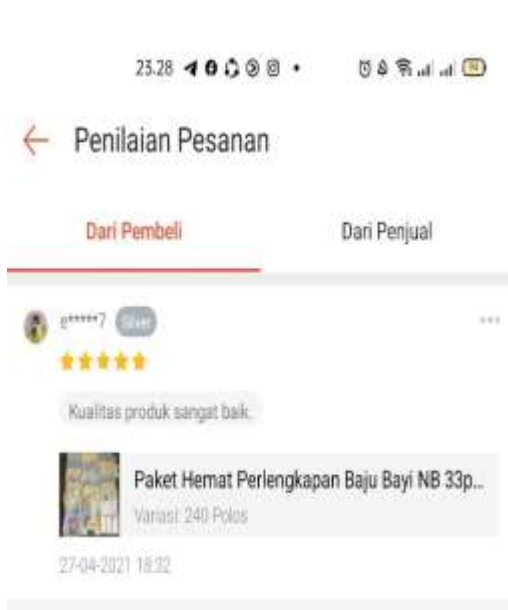 23.28
Penilaian Pesanan
Dari Pembeli
Dari Penjual
e*****7 Silver
Kualitas produk sangat baik.
Paket Hemat Perlengkapan Baju Bayi NB 33p...
Variasi: 240 Polos
27-04-2021 18:32